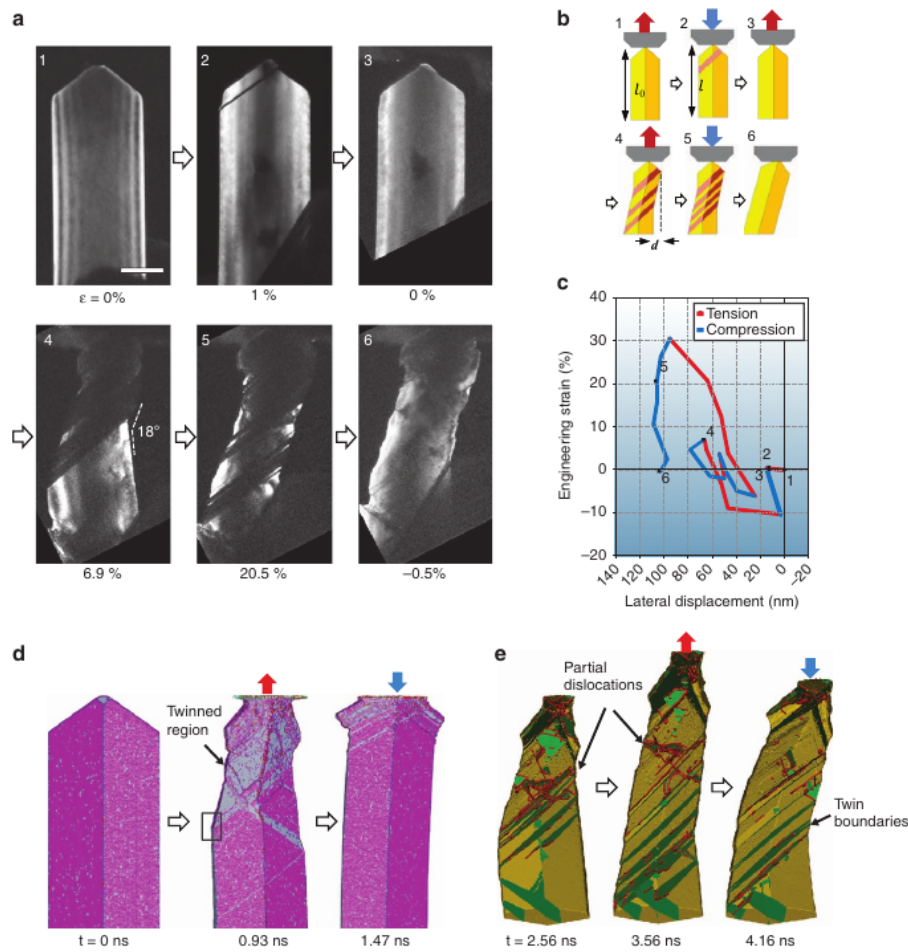 a
1
2
3
ε = 0%
1 %
0 %
4
5
6
18°
6.9 %
20.5 %
–0.5%
b
1
2
3
l0
l
4
5
6
d
c
40
30
20
10
0
–10
–20
Engineering strain (%)
Tension
Compression
5
4
2
3
1
6
140
120
100
80
60
40
20
0
–20
Lateral displacement (nm)
d
Twinned
region
t = 0 ns
0.93 ns
1.47 ns
e
Partial
dislocations
Twin
boundaries
t = 2.56 ns
3.56 ns
4.16 ns